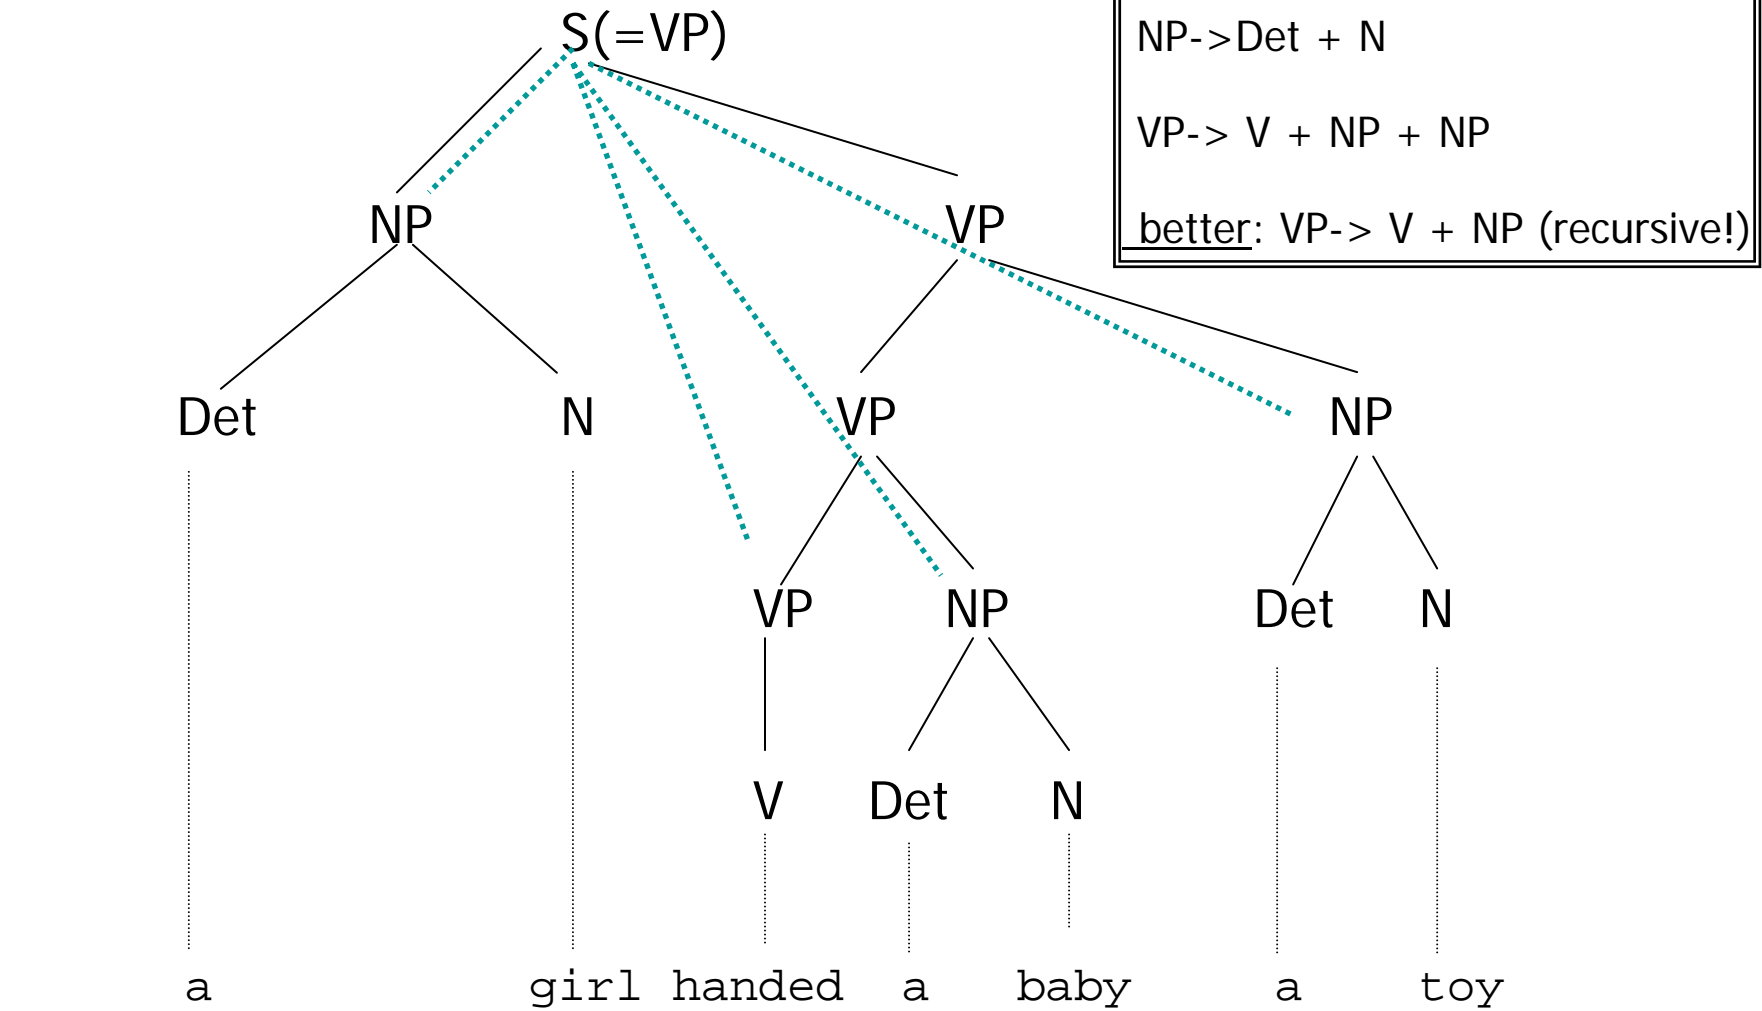 S(=VP)
NP->Det + N
VP-> V + NP + NP
better: VP-> V + NP (recursive!)
NP VP
Det N VP NP
VP NP Det N
V Det N
a girl handed a baby a toy